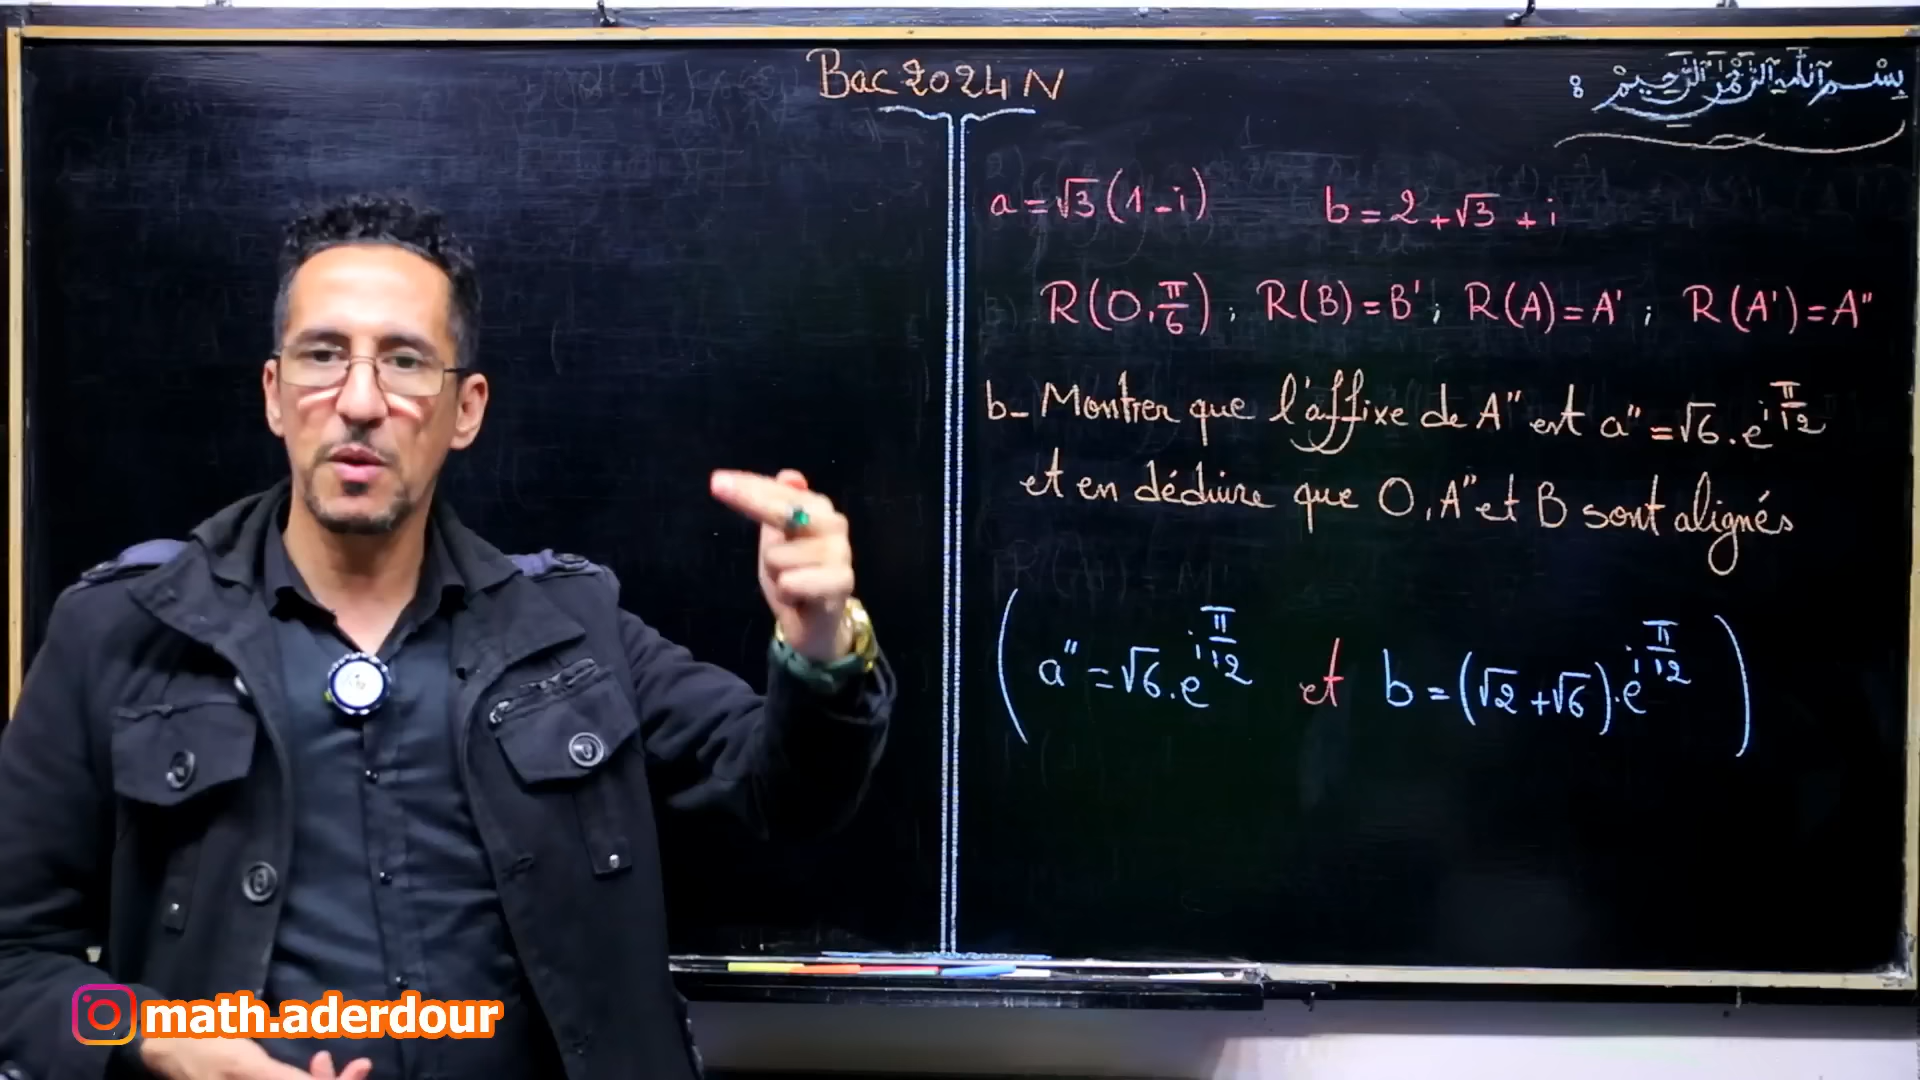 Bac 2024 N
بسم الله الرحمن الرحيم :
a = √3 (1 - i)    b = 2 + √3 + i
R(O, π/6) ; R(B) = B' ; R(A) = A' ; R(A') = A"
b- Montrer que l'affixe de A" est a" = √6 . e^(i π/12)
et en déduire que O, A" et B sont alignés
( a" = √6 . e^(i π/12) et b = (√2 + √6) . e^(i π/12) )
math.aderdour